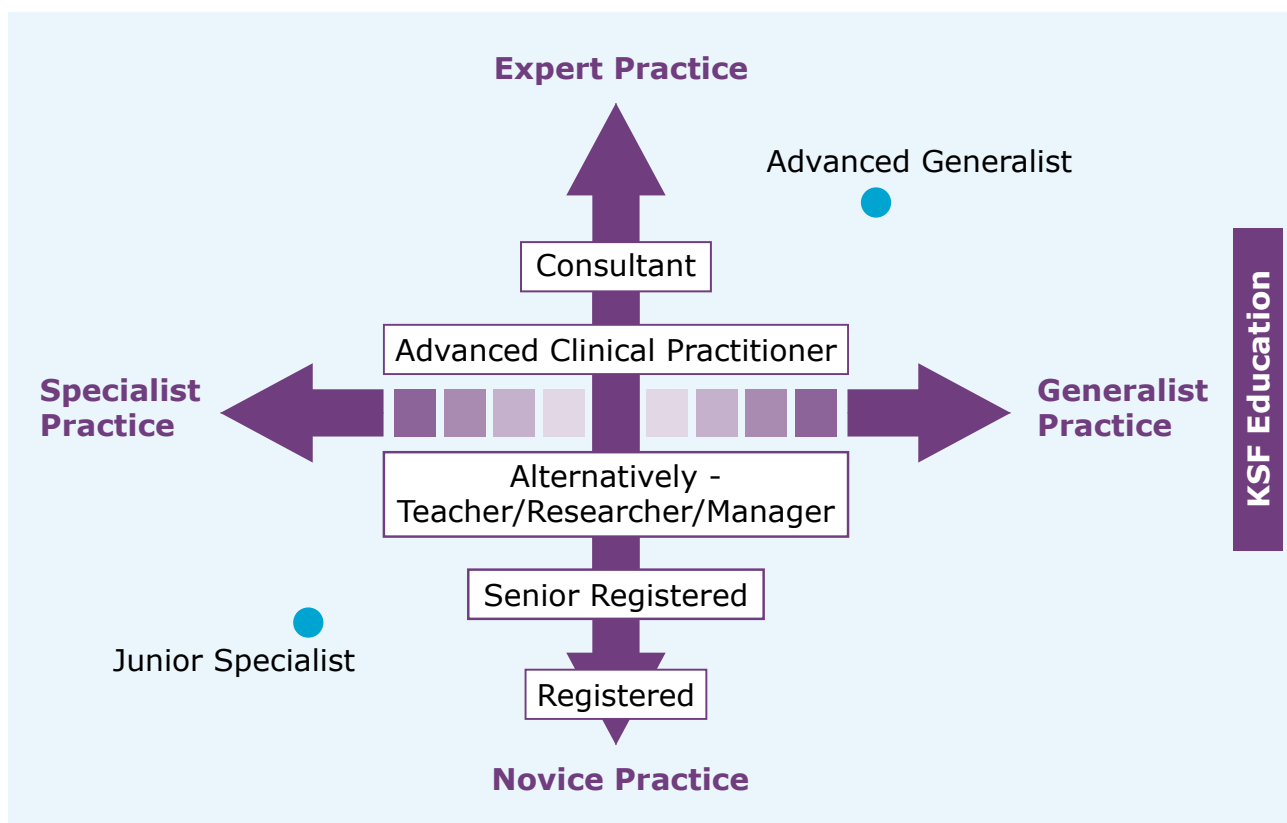 Expert Practice
Advanced Generalist
Consultant
Advanced Clinical Practitioner
Specialist
Practice
Generalist
Practice
KSF Education
Alternatively -
Teacher/Researcher/Manager
Senior Registered
Junior Specialist
Registered
Novice Practice